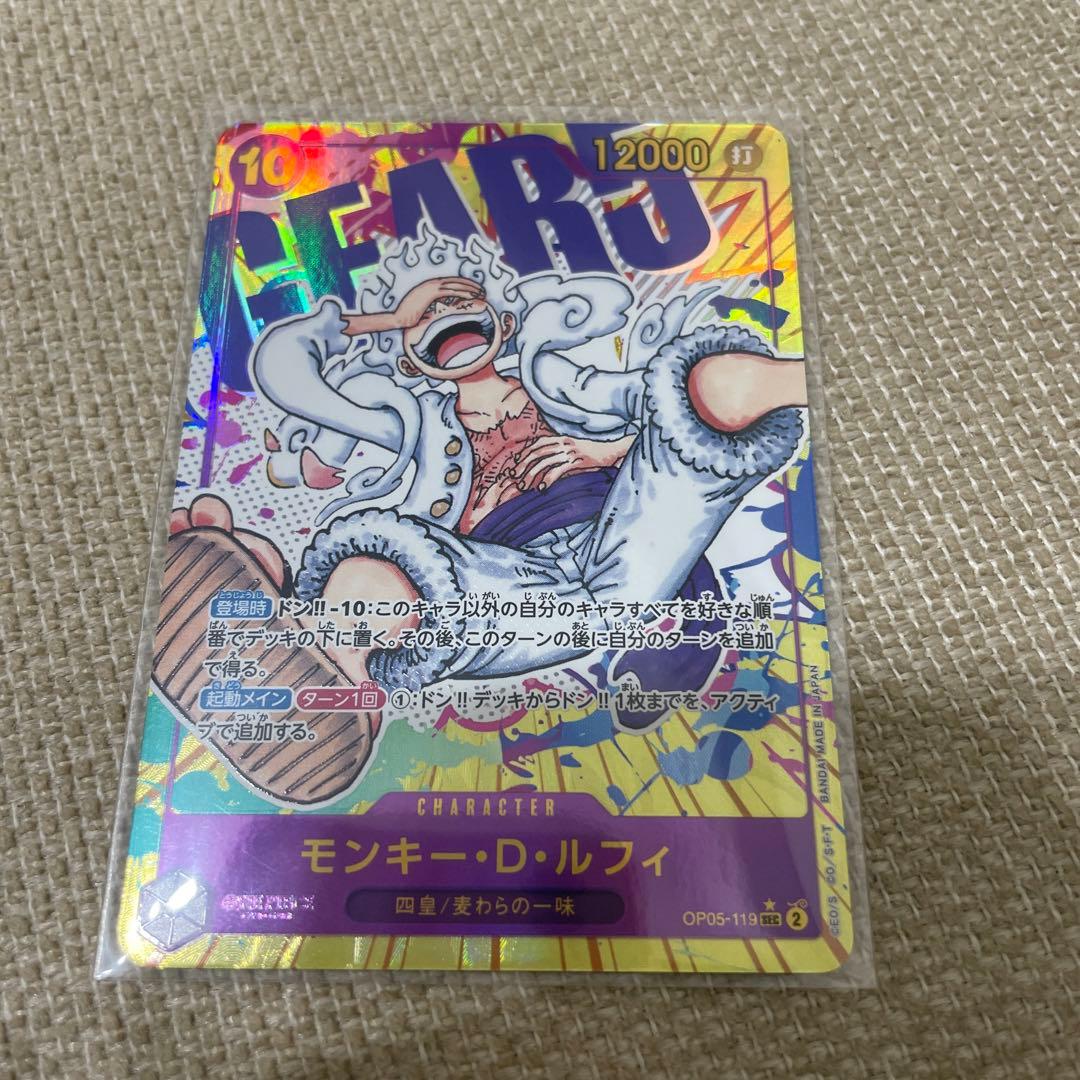 10
12000 打
GEAR5
登場時 ドン!!-10:このキャラ以外の自分のキャラすべてを好きな順
番でデッキの下に置く。その後、このターンの後に自分のターンを追加
で得る。
起動メイン ターン1回 ①:ドン!!デッキからドン!!1枚までを、アクティ
ブで追加する。
CHARACTER
モンキー・D・ルフィ
四皇/麦わらの一味
OP05-119 SEC 2
©EO/S ©O/S・F・T BANDAI MADE IN JAPAN